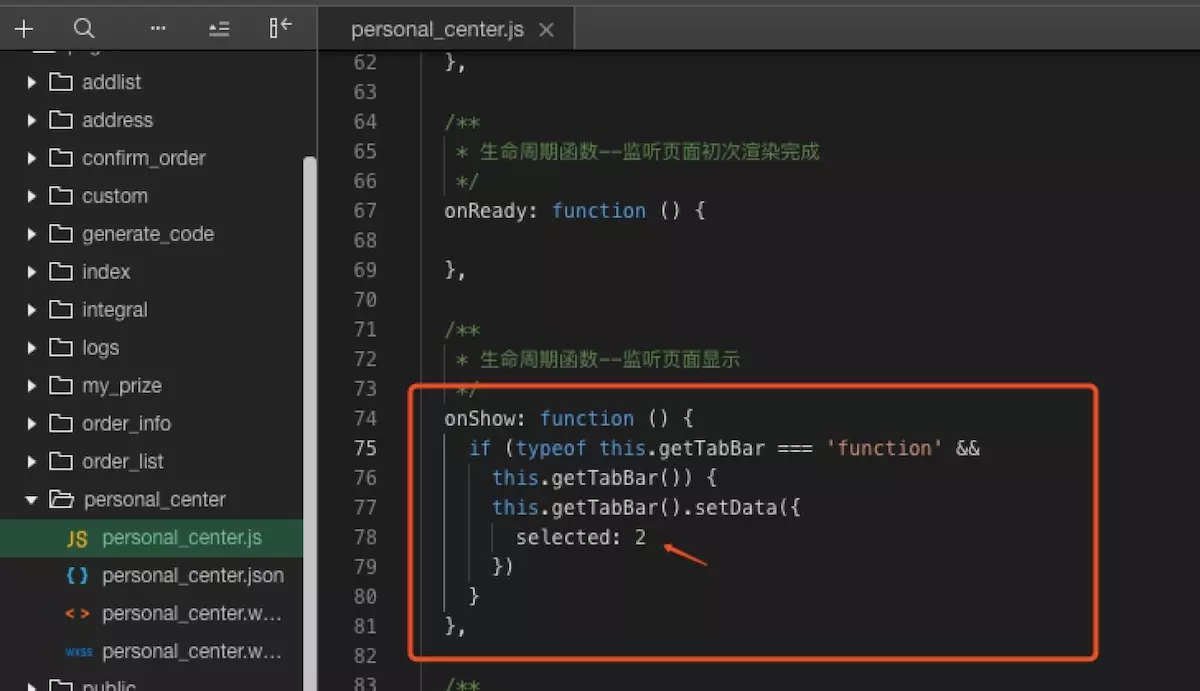 personal_center.js
addlist
address
confirm_order
custom
generate_code
index
integral
logs
my_prize
order_info
order_list
personal_center
JS personal_center.js
{} personal_center.json
<> personal_center.w...
wxss personal_center.w...
public
62 },
63
64 /**
65 * 生命周期函数--监听页面初次渲染完成
66 */
67 onReady: function () {
68
69 },
70
71 /**
72 * 生命周期函数--监听页面显示
73 */
74 onShow: function () {
75 if (typeof this.getTabBar === 'function' &&
76 this.getTabBar()) {
77 this.getTabBar().setData({
78 selected: 2
79 })
80 }
81 },
82
83 /**